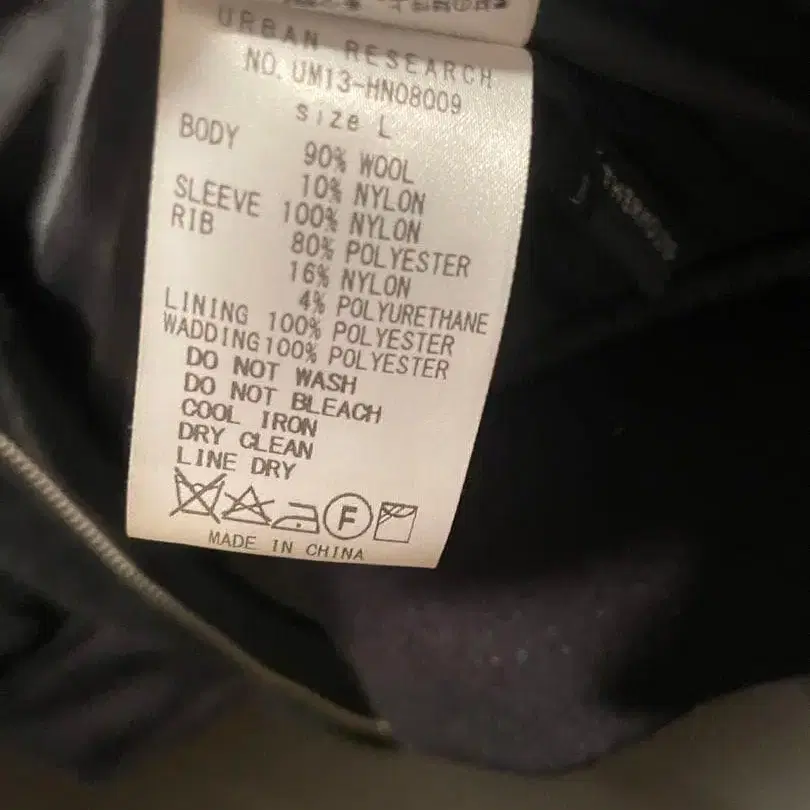 URBAN RESEARCH
NO. UM13-HN08009
size L
BODY 90% WOOL
10% NYLON
SLEEVE 100% NYLON
RIB 80% POLYESTER
16% NYLON
4% POLYURETHANE
LINING 100% POLYESTER
WADDING 100% POLYESTER
DO NOT WASH
DO NOT BLEACH
COOL IRON
DRY CLEAN
LINE DRY
F
MADE IN CHINA